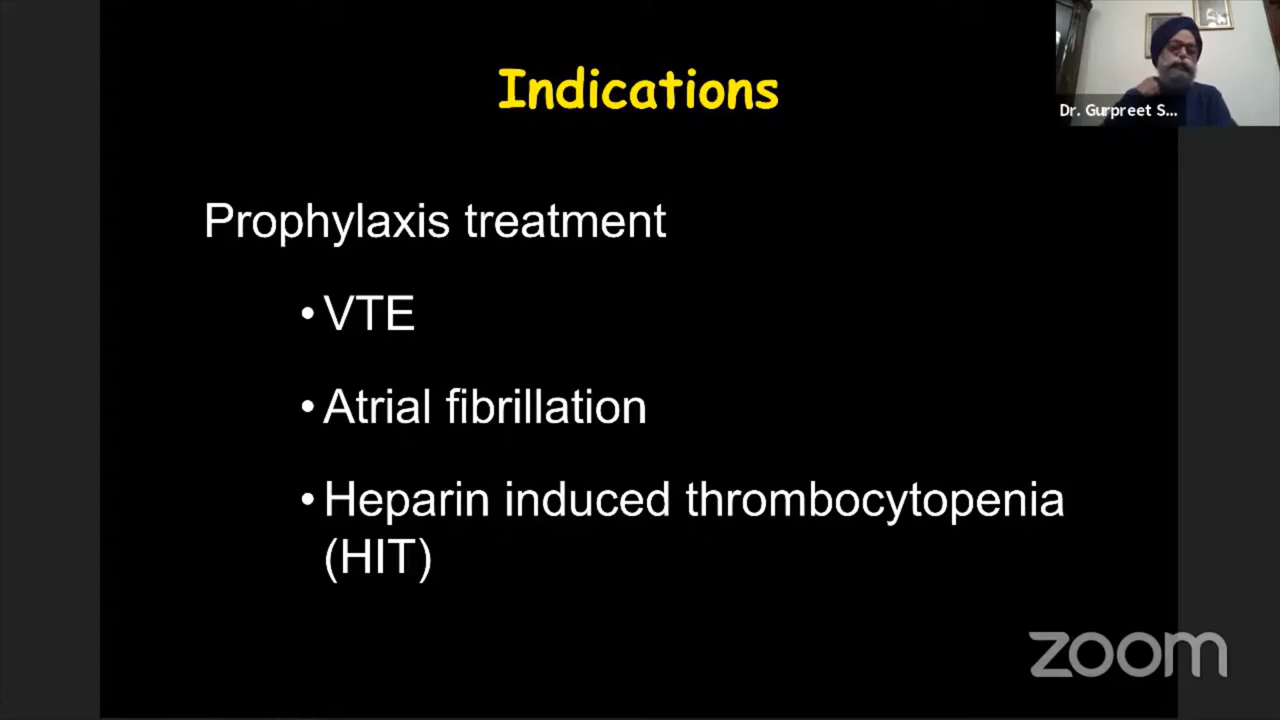 Indications
Dr. Gurpreet S...
Prophylaxis treatment
• VTE
• Atrial fibrillation
• Heparin induced thrombocytopenia
(HIT)
zoom